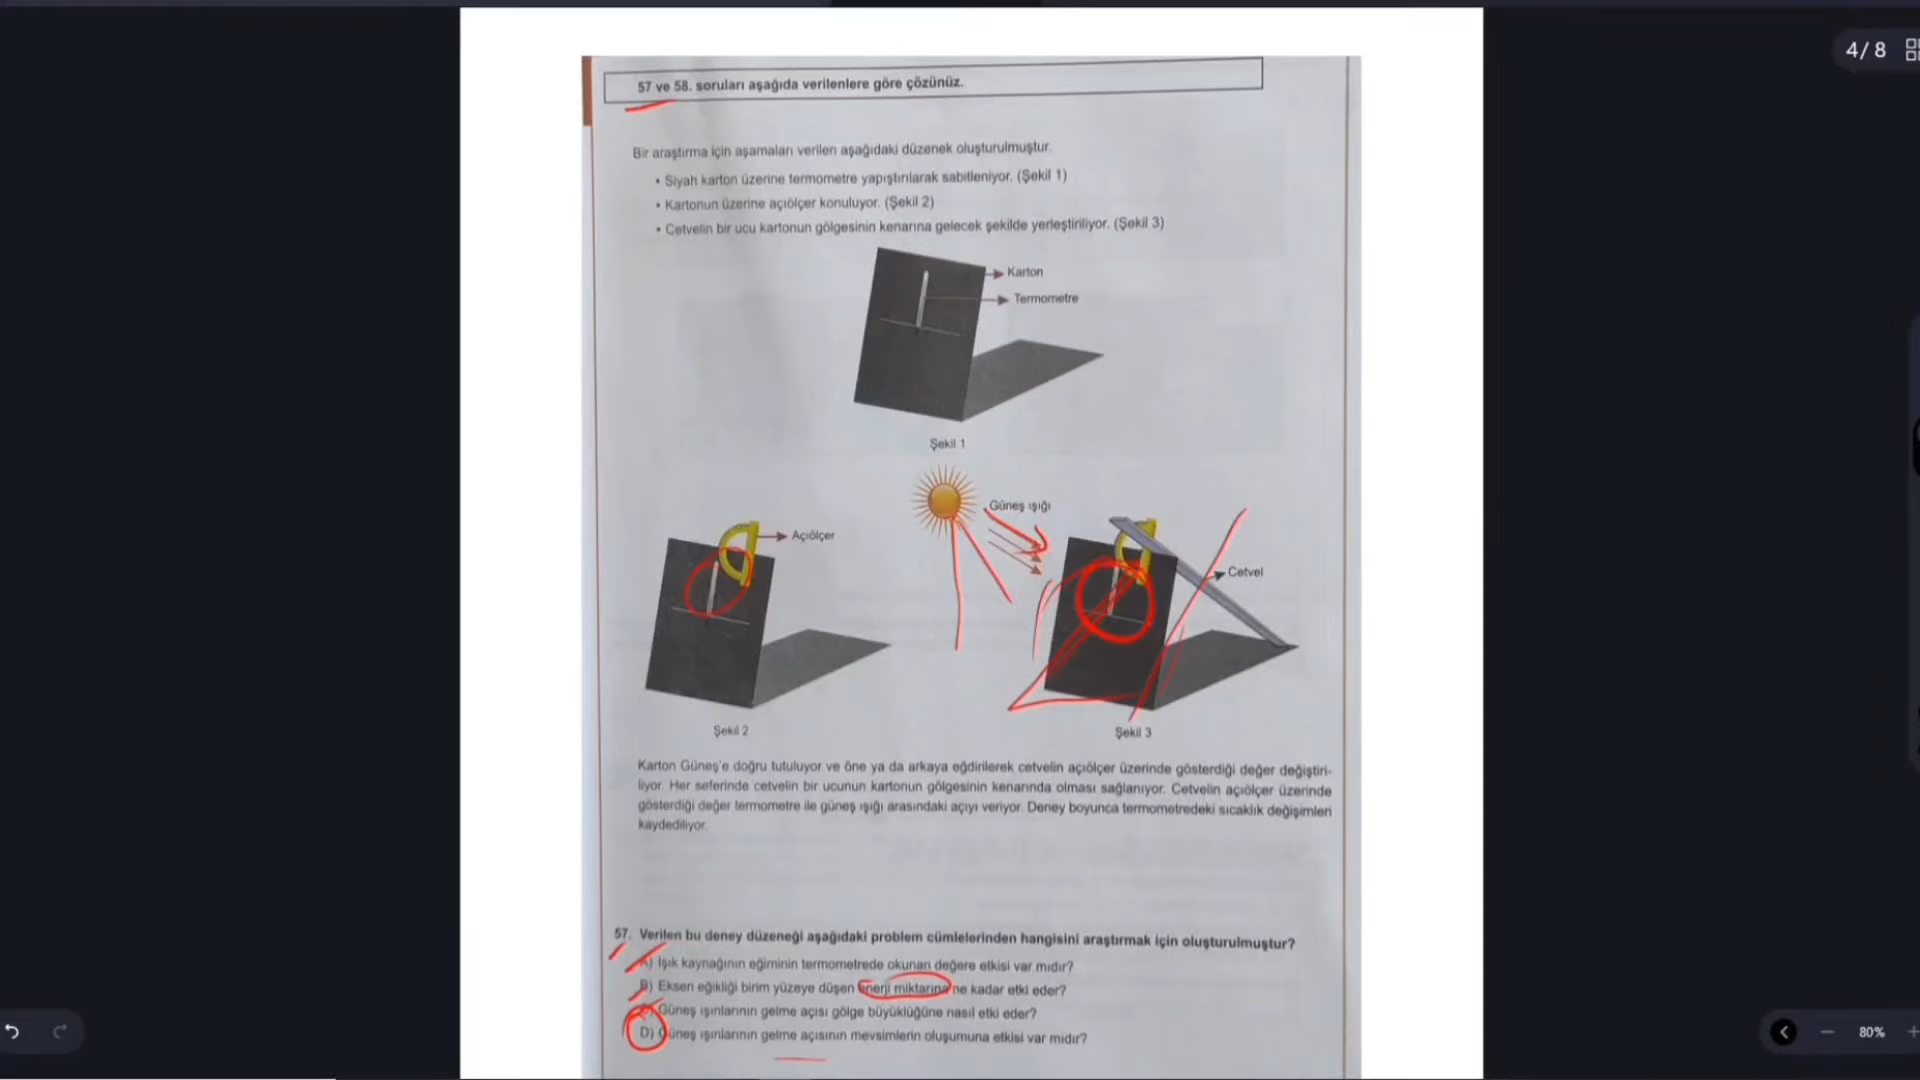 4/ 8
57 ve 58. soruları aşağıda verilenlere göre çözünüz.
Bir araştırma için aşamaları verilen aşağıdaki düzenek oluşturulmuştur.
• Siyah karton üzerine termometre yapıştırılarak sabitleniyor. (Şekil 1)
• Kartonun üzerine açıölçer konuluyor. (Şekil 2)
• Cetvelin bir ucu kartonun gölgesinin kenarına gelecek şekilde yerleştiriliyor. (Şekil 3)
Karton
Termometre
Şekil 1
Güneş ışığı
Açıölçer
Cetvel
Şekil 2
Şekil 3
Karton Güneş'e doğru tutuluyor ve öne ya da arkaya eğdirilerek cetvelin açıölçer üzerinde gösterdiği değer değiştiri-
liyor. Her seferinde cetvelin bir ucunun kartonun gölgesinin kenarında olması sağlanıyor. Cetvelin açıölçer üzerinde
gösterdiği değer termometre ile güneş ışığı arasındaki açıyı veriyor. Deney boyunca termometredeki sıcaklık değişimleri
kaydediliyor.
57. Verilen bu deney düzeneği aşağıdaki problem cümlelerinden hangisini araştırmak için oluşturulmuştur?
A) Işık kaynağının eğiminin termometrede okunan değere etkisi var mıdır?
B) Eksen eğikliği birim yüzeye düşen enerji miktarına ne kadar etki eder?
C) Güneş ışınlarının gelme açısı gölge büyüklüğüne nasıl etki eder?
D) Güneş ışınlarının gelme açısının mevsimlerin oluşumuna etkisi var mıdır?
80%